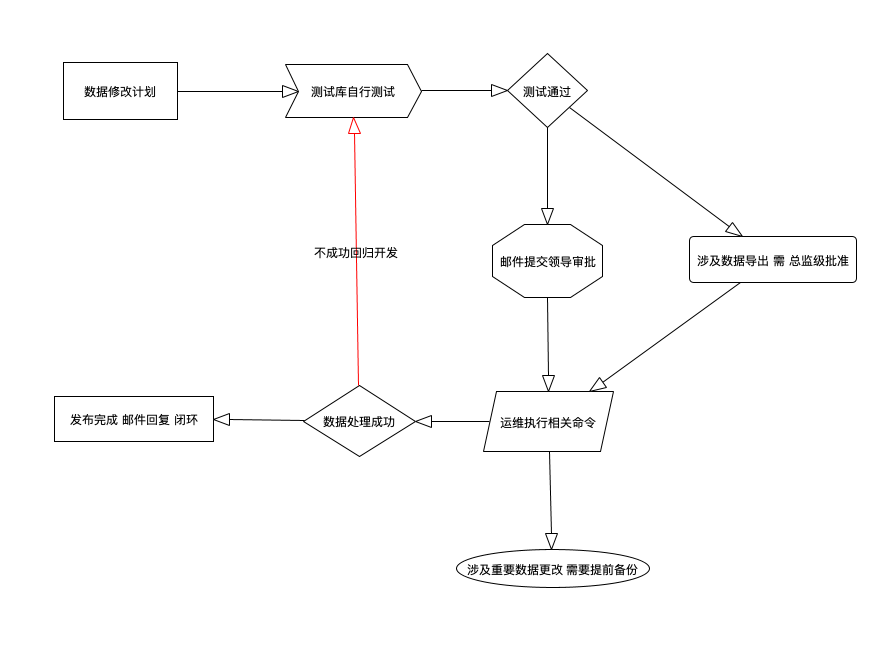 数据修改计划
测试库自行测试
测试通过
邮件提交领导审批
涉及数据导出 需 总监级批准
不成功回归开发
发布完成 邮件回复 闭环
数据处理成功
运维执行相关命令
涉及重要数据更改 需要提前备份